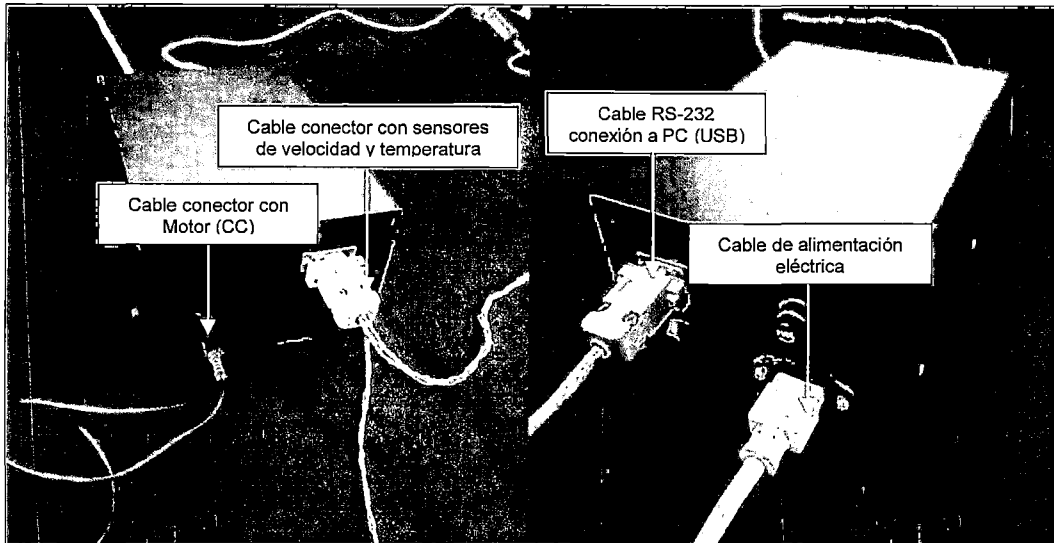 Cable conector con sensores
de velocidad y temperatura
Cable conector con
Motor (CC)
Cable RS-232
conexión a PC (USB)
Cable de alimentación
eléctrica